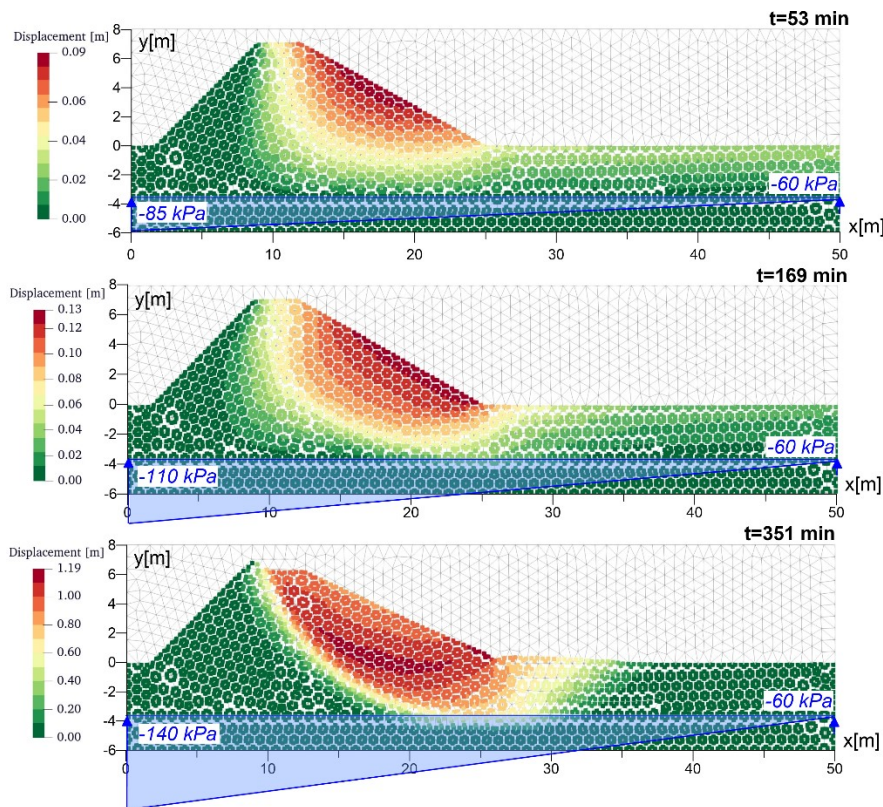 t=53 min
Displacement [m]
0.09
0.06
0.04
0.02
0.00
y[m]
8
6
4
2
0
-2
-4
-6
-85 kPa
-60 kPa
x[m]
0 10 20 30 40 50
t=169 min
Displacement [m]
0.13
0.12
0.10
0.08
0.06
0.04
0.02
0.00
y[m]
8
6
4
2
0
-2
-4
-6
-110 kPa
-60 kPa
x[m]
0 10 20 30 40 50
t=351 min
Displacement [m]
1.19
1.00
0.80
0.60
0.40
0.20
0.00
y[m]
8
6
4
2
0
-2
-4
-6
-140 kPa
-60 kPa
x[m]
0 10 20 30 40 50